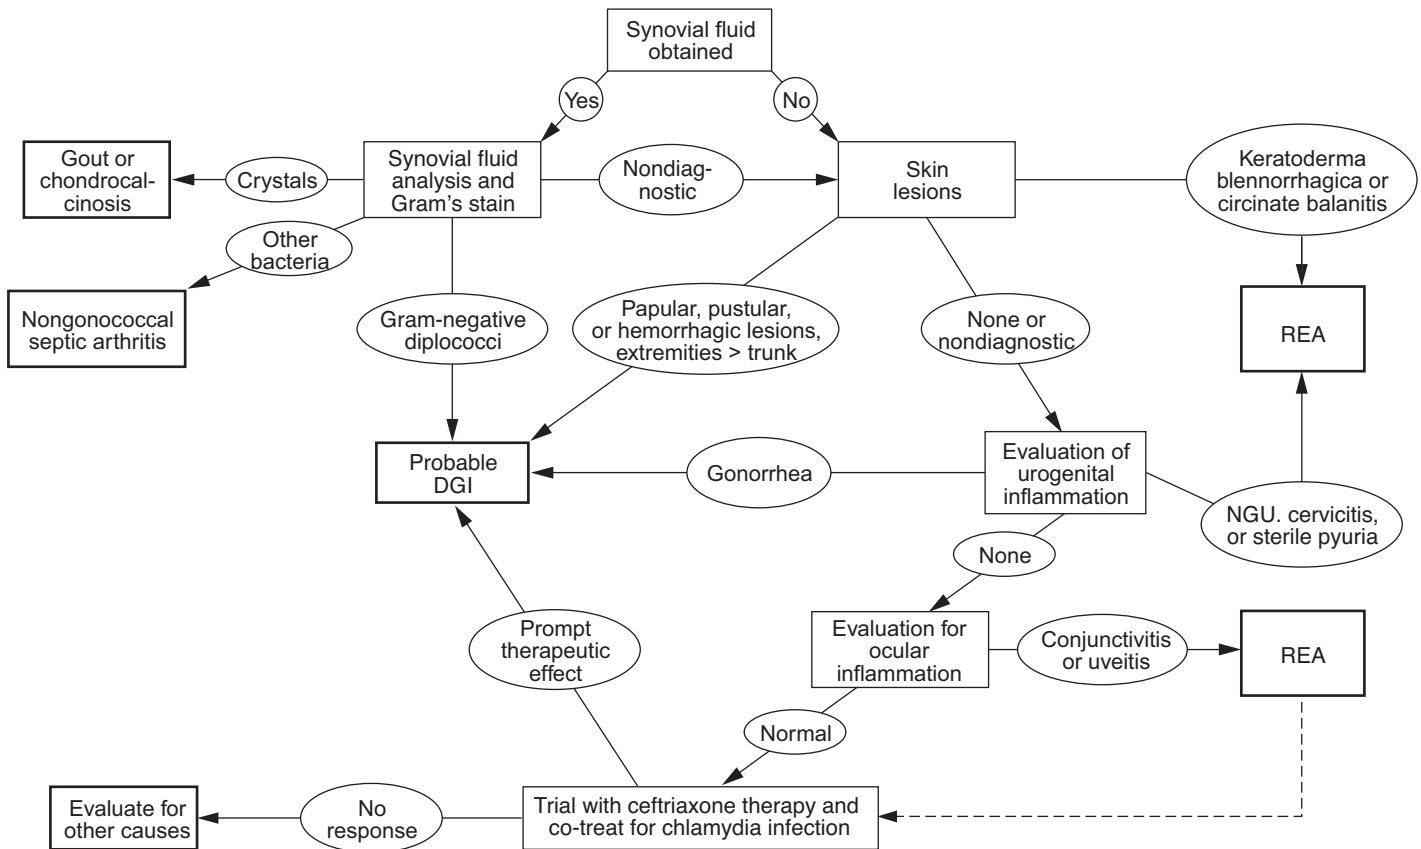 Synovial fluid
obtained
Yes
No
Gout or
chondrocal-
cinosis
Crystals
Synovial fluid
analysis and
Gram's stain
Nondiag-
nostic
Skin
lesions
Keratoderma
blennorrhagica or
circinate balanitis
Other
bacteria
Nongonococcal
septic arthritis
Gram-negative
diplococci
Papular, pustular,
or hemorrhagic lesions,
extremities > trunk
None or
nondiagnostic
REA
Probable
DGI
Gonorrhea
Evaluation of
urogenital
inflammation
NGU. cervicitis,
or sterile pyuria
None
Prompt
therapeutic
effect
Evaluation for
ocular
inflammation
Conjunctivitis
or uveitis
REA
Normal
Evaluate for
other causes
No
response
Trial with ceftriaxone therapy and
co-treat for chlamydia infection